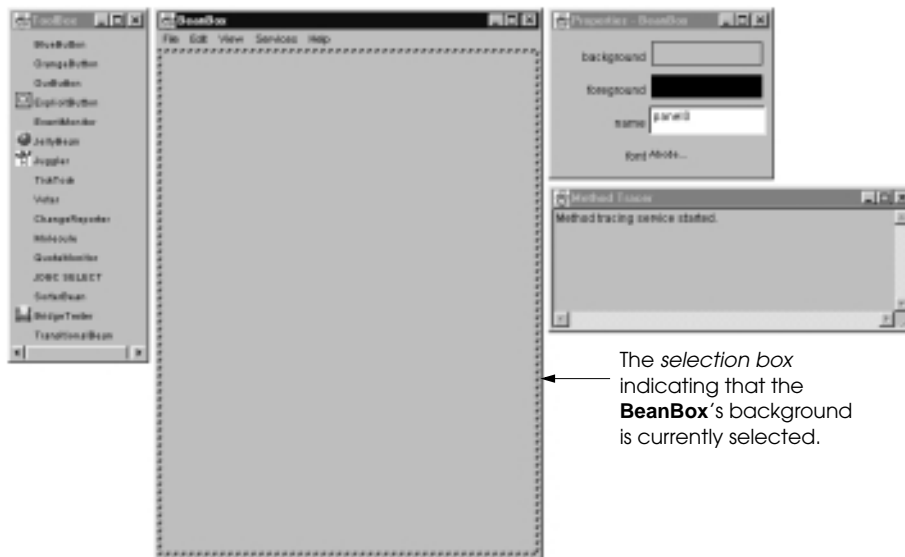 ToolBox
BlueButton
OrangeButton
OurButton
ExplicitButton
EventMonitor
JellyBean
Juggler
TickTock
Voter
ChangeReporter
Molecule
QuoteMonitor
JDBC SELECT
SorterBean
BridgeTester
TransitionalBean
BeanBox
File Edit View Services Help
Properties - BeanBox
background
foreground
name panel0
font Abcde...
Method Tracer
Method tracing service started.
The selection box
indicating that the
BeanBox's background
is currently selected.